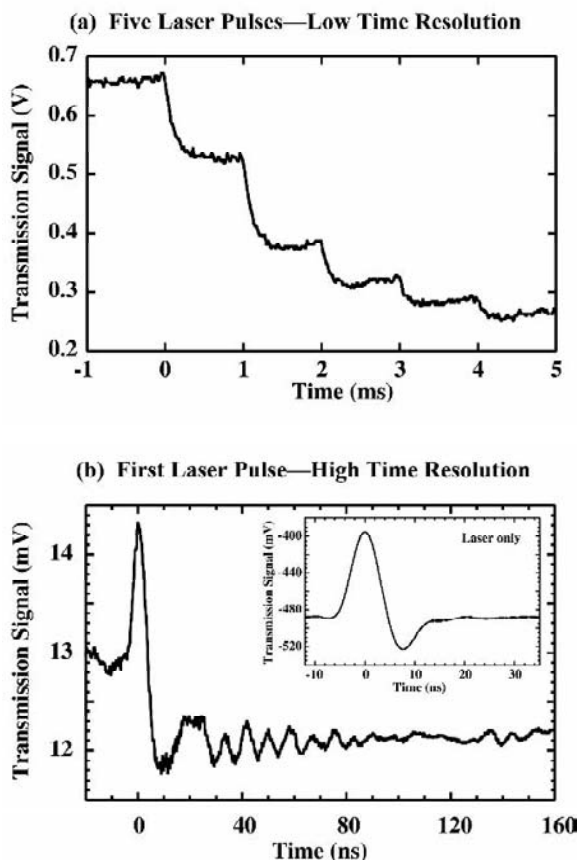 (a) Five Laser Pulses—Low Time Resolution
0.7
0.6
0.5
0.4
0.3
0.2
Transmission Signal (V)
-1 0 1 2 3 4 5
Time (ms)
(b) First Laser Pulse—High Time Resolution
14
13
12
Transmission Signal (mV)
Laser only
-400
-440
-480
-520
Transmission Signal (mV)
-10 0 10 20 30
Time (ns)
0 40 80 120 160
Time (ns)